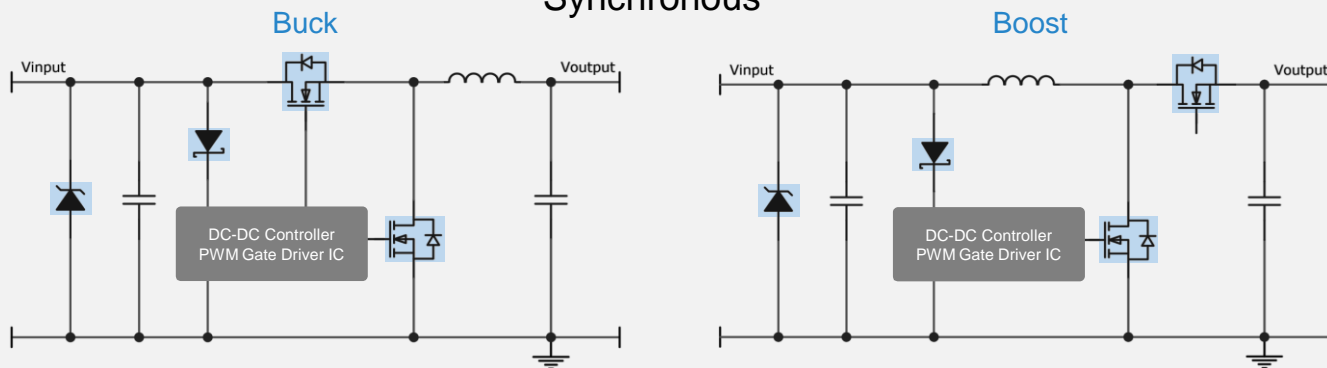 Synchronous
Buck
Boost
Vinput
Voutput
DC-DC Controller
PWM Gate Driver IC
Vinput
Voutput
DC-DC Controller
PWM Gate Driver IC